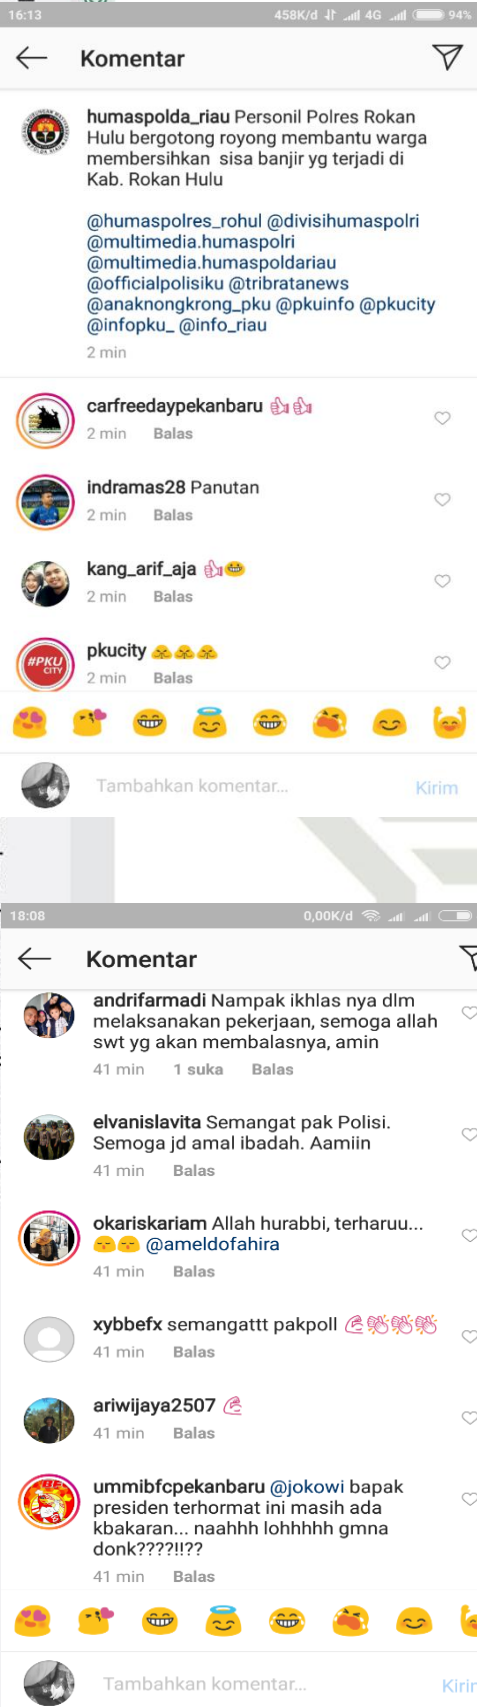 16:13 458K/d 4G 94%
Komentar
humaspolda_riau Personil Polres Rokan
Hulu bergotong royong membantu warga
membersihkan sisa banjir yg terjadi di
Kab. Rokan Hulu
@humaspolres_rohul @divisihumaspolri
@multimedia.humaspolri
@multimedia.humaspoldariau
@officialpolisiku @tribratanews
@anaknongkrong_pku @pkuinfo @pkucity
@infopku_ @info_riau
2 min
carfreedaypekanbaru 👍👍
2 min Balas
indramas28 Panutan
2 min Balas
kang_arif_aja 👍😁
2 min Balas
#PKU
CITY
pkucity 🙏🙏🙏
2 min Balas
Tambahkan komentar... Kirim
18:08 0,00K/d
Komentar
andrifarmadi Nampak ikhlas nya dlm
melaksanakan pekerjaan, semoga allah
swt yg akan membalasnya, amin
41 min 1 suka Balas
elvanislavita Semangat pak Polisi.
Semoga jd amal ibadah. Aamiin
41 min Balas
okariskariam Allah hurabbi, terharuu...
😌😌 @ameldofahira
41 min Balas
xybbefx semangattt pakpoll 💪👏👏👏
41 min Balas
ariwijaya2507 💪
41 min Balas
ummibfcpekanbaru @jokowi bapak
presiden terhormat ini masih ada
kbakaran... naahhh lohhhhh gmna
donk????!!??
41 min Balas
Tambahkan komentar... Kirir